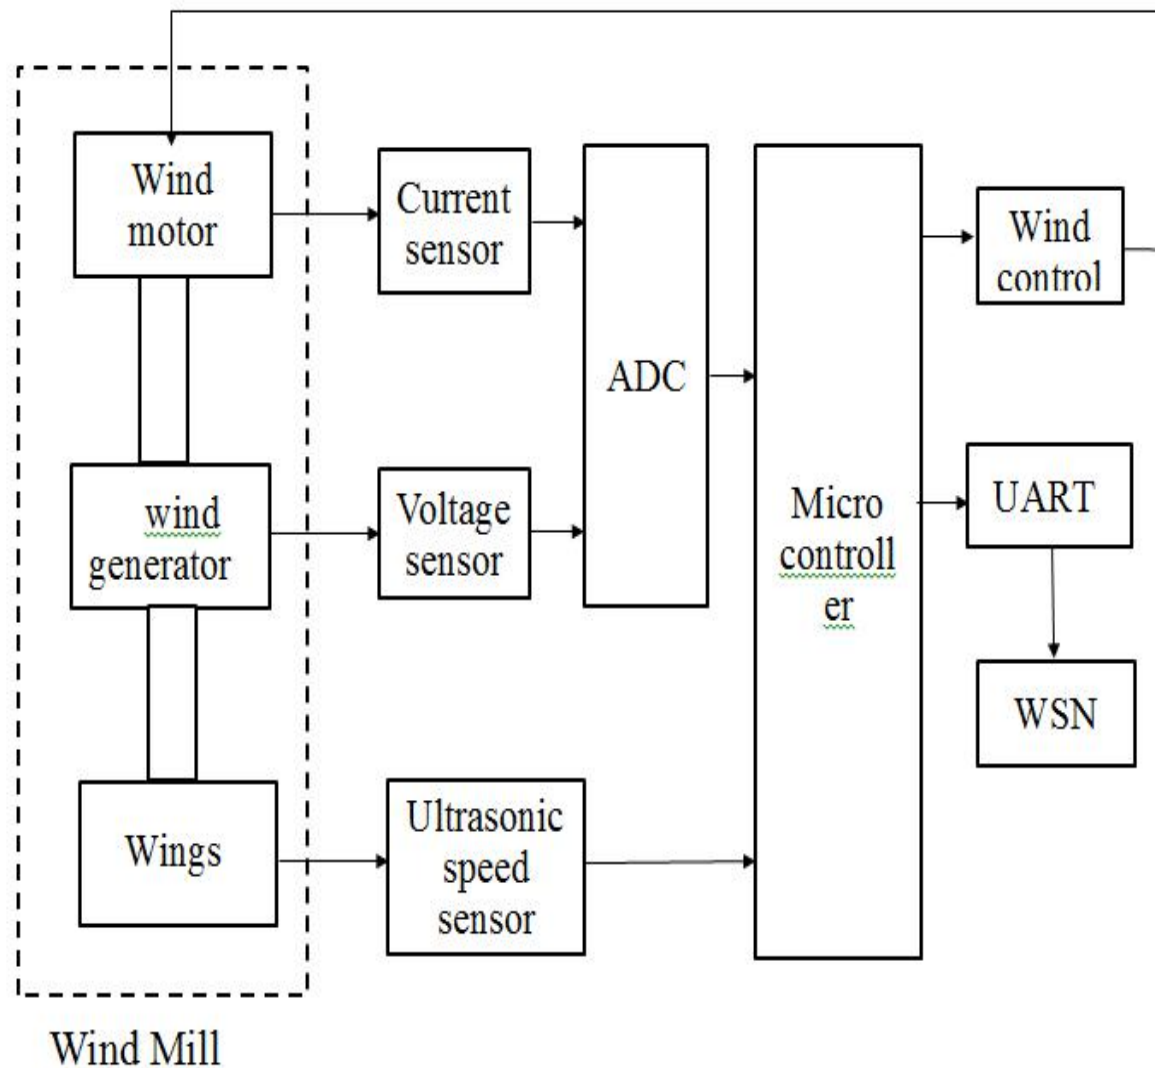 Wind
motor
Current
sensor
ADC
Wind
control
wind
generator
Voltage
sensor
Micro
controll
er
UART
WSN
Wings
Ultrasonic
speed
sensor
Wind Mill